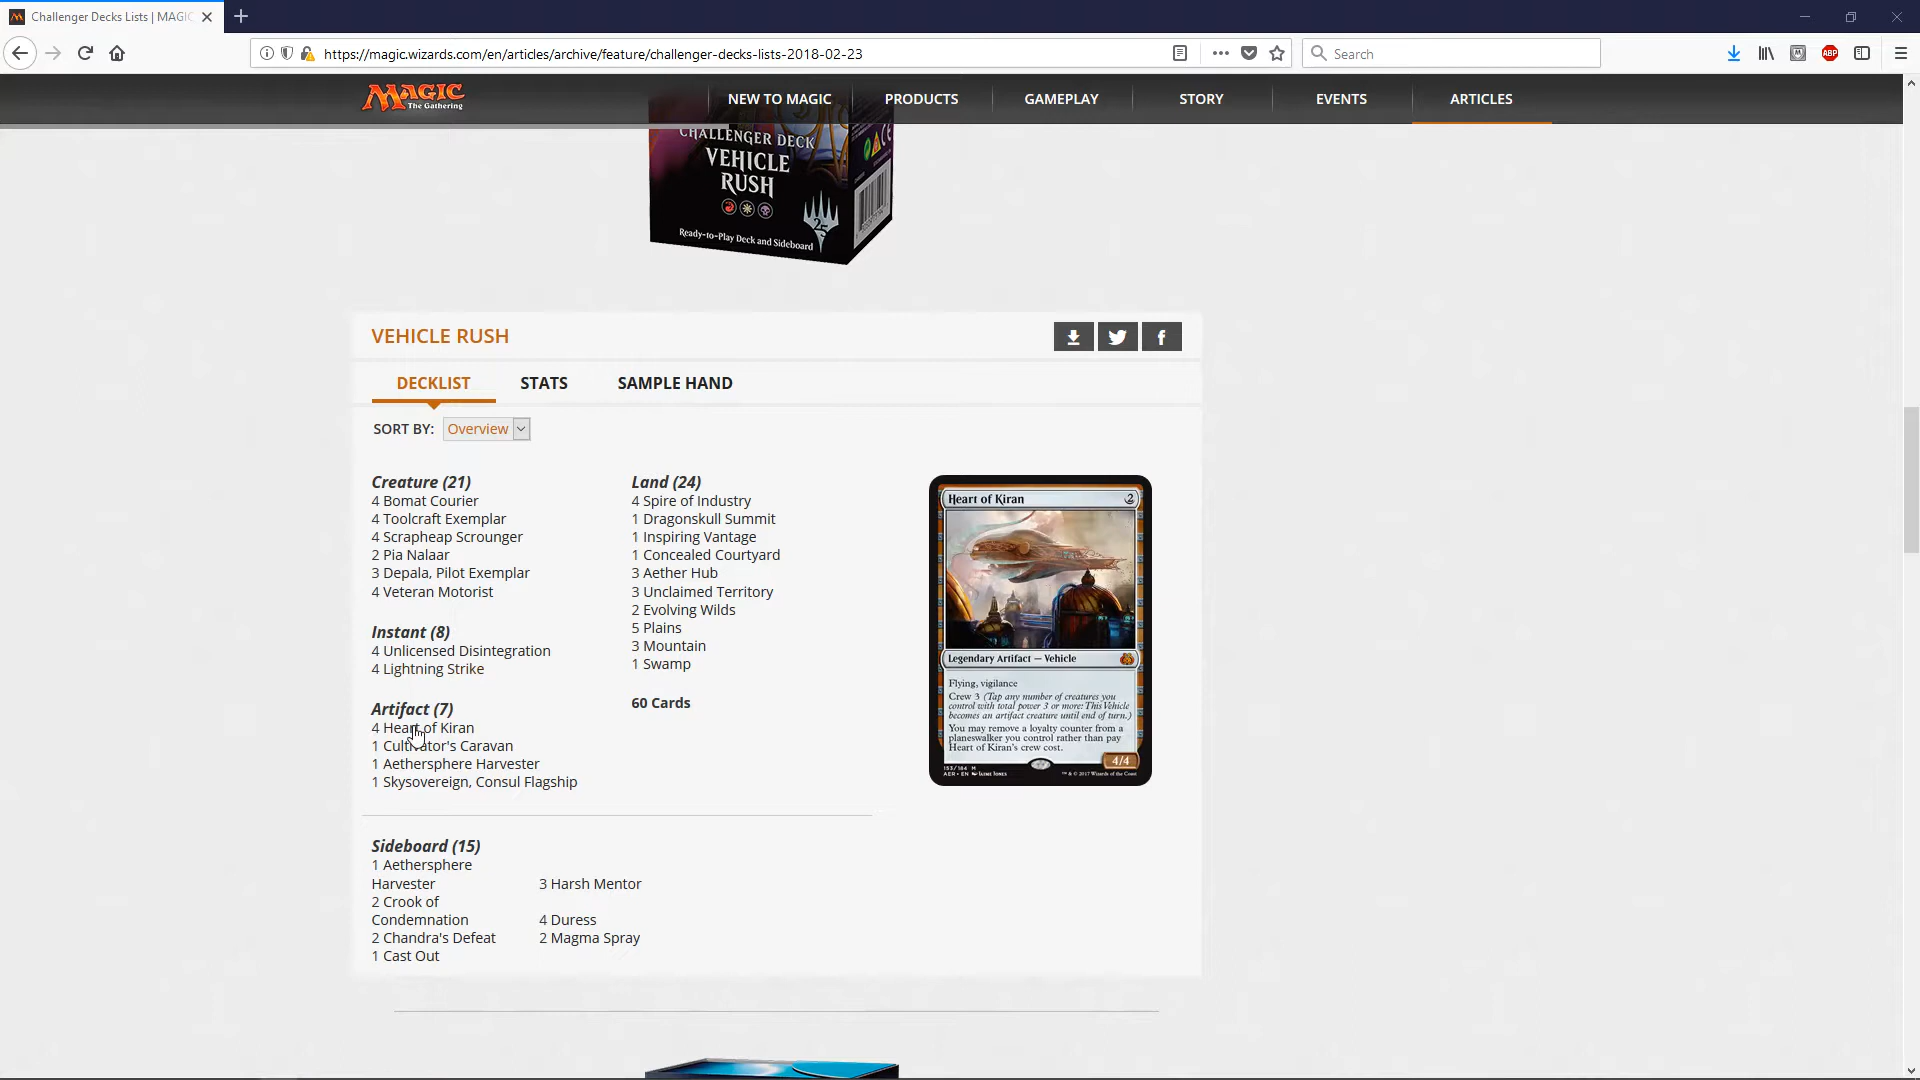 Challenger Decks Lists | MAGIC
https://magic.wizards.com/en/articles/archive/feature/challenger-decks-lists-2018-02-23
Search
ABP
MAGIC
The Gathering
NEW TO MAGIC
PRODUCTS
GAMEPLAY
STORY
EVENTS
ARTICLES
CHALLENGER DECK
VEHICLE
RUSH
25
Ready-to-Play Deck and Sideboard
VEHICLE RUSH
DECKLIST
STATS
SAMPLE HAND
SORT BY: Overview
Creature (21)
4 Bomat Courier
4 Toolcraft Exemplar
4 Scrapheap Scrounger
2 Pia Nalaar
3 Depala, Pilot Exemplar
4 Veteran Motorist
Instant (8)
4 Unlicensed Disintegration
4 Lightning Strike
Artifact (7)
4 Heart of Kiran
1 Cultivator's Caravan
1 Aethersphere Harvester
1 Skysovereign, Consul Flagship
Land (24)
4 Spire of Industry
1 Dragonskull Summit
1 Inspiring Vantage
1 Concealed Courtyard
3 Aether Hub
3 Unclaimed Territory
2 Evolving Wilds
5 Plains
3 Mountain
1 Swamp
60 Cards
Heart of Kiran 2
Legendary Artifact — Vehicle
Flying, vigilance
Crew 3 (Tap any number of creatures you
control with total power 3 or more: This Vehicle
becomes an artifact creature until end of turn.)
You may remove a loyalty counter from a
planeswalker you control rather than pay
Heart of Kiran's crew cost.
4/4
153/184 M
AER • EN JAIME JONES
™ & © 2017 Wizards of the Coast
Sideboard (15)
1 Aethersphere
Harvester
2 Crook of
Condemnation
2 Chandra's Defeat
1 Cast Out
3 Harsh Mentor
4 Duress
2 Magma Spray